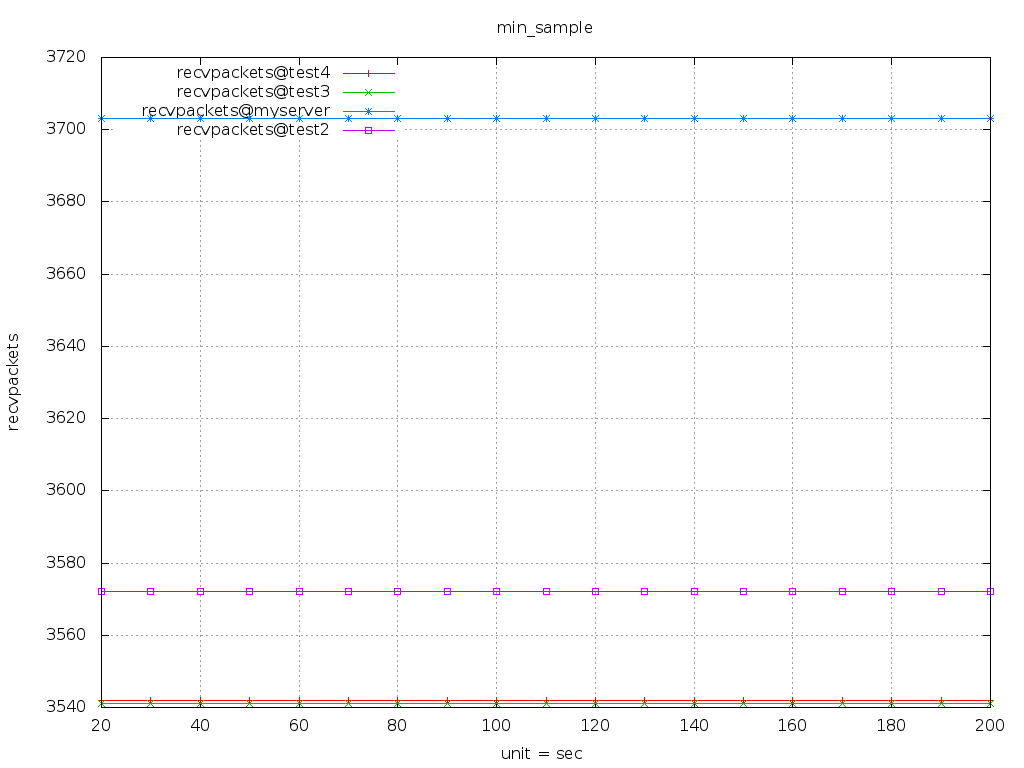 min_sample
recvpackets@test4
recvpackets@test3
recvpackets@myserver
recvpackets@test2
3720
3700
3680
3660
3640
3620
3600
3580
3560
3540
recvpackets
20 40 60 80 100 120 140 160 180 200
unit = sec